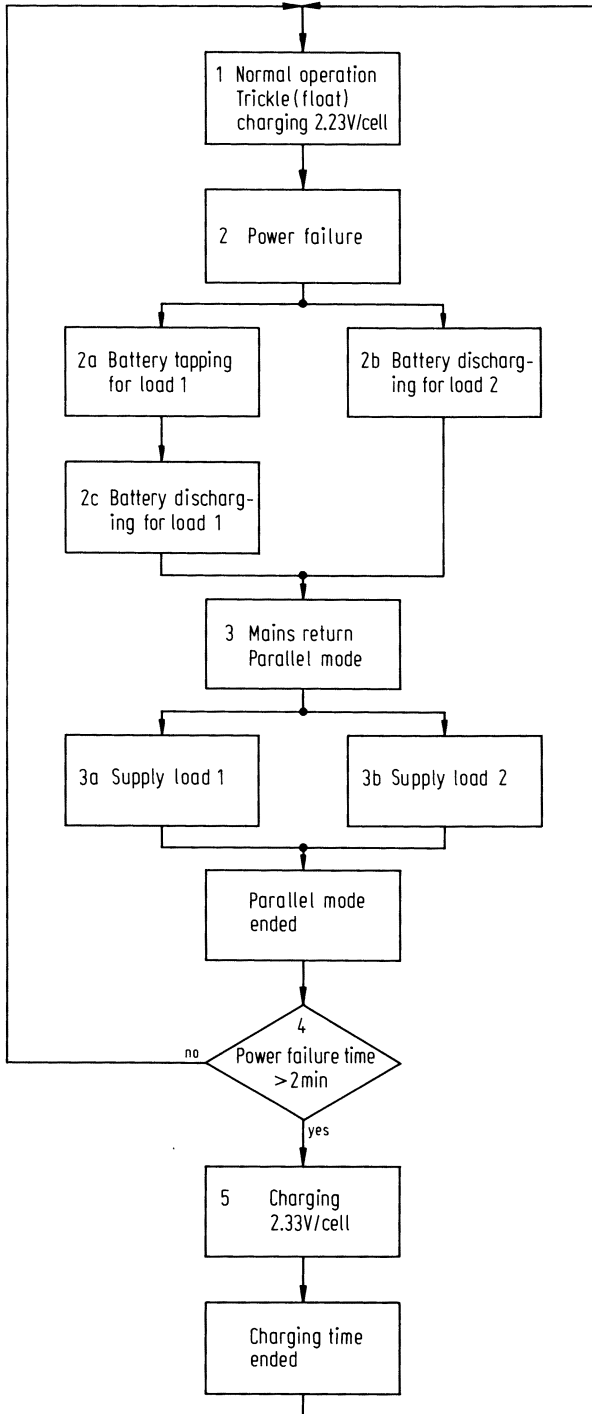 1 Normal operation
Trickle (float)
charging 2.23V/cell
2 Power failure
2a Battery tapping
for load 1
2b Battery discharg-
ing for load 2
2c Battery discharg-
ing for load 1
3 Mains return
Parallel mode
3a Supply load 1
3b Supply load 2
Parallel mode
ended
4
no
Power failure time
>2min
yes
5 Charging
2.33V/cell
Charging time
ended